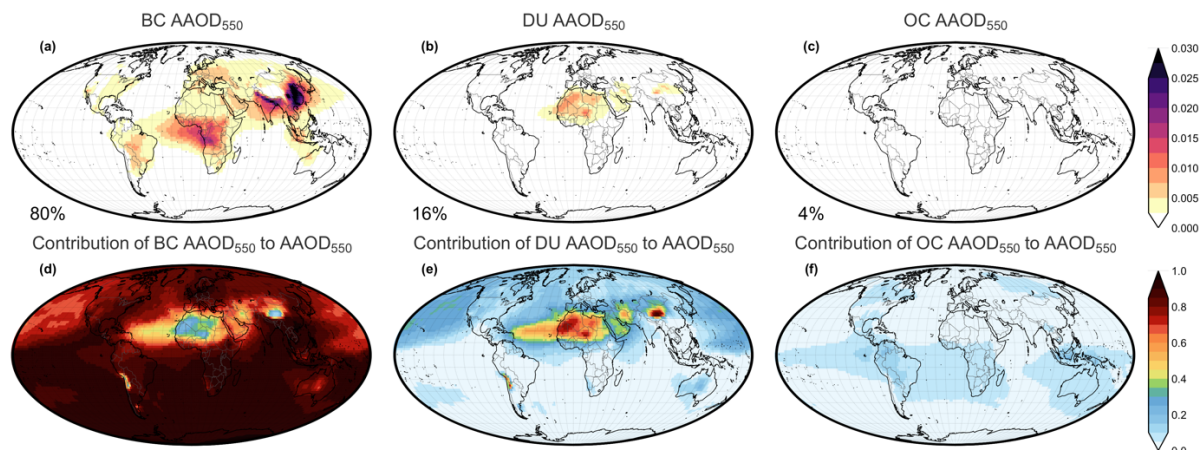 BC AAOD550
DU AAOD550
OC AAOD550
(a)
(b)
(c)
0.030
0.025
0.020
0.015
0.010
0.005
0.000
80%
16%
4%
Contribution of BC AAOD550 to AAOD550
Contribution of DU AAOD550 to AAOD550
Contribution of OC AAOD550 to AAOD550
(d)
(e)
(f)
1.0
0.8
0.6
0.4
0.2
0.0